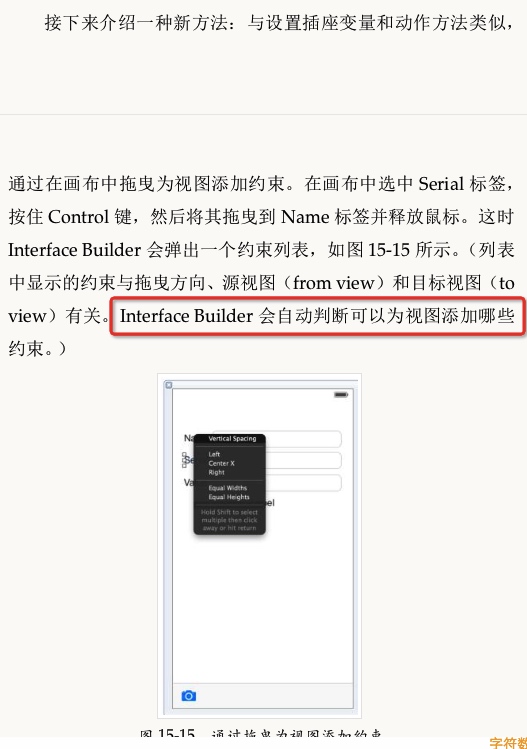 接下来介绍一种新方法：与设置插座变量和动作方法类似，
通过在画布中拖曳为视图添加约束。在画布中选中 Serial 标签，
按住 Control 键，然后将其拖曳到 Name 标签并释放鼠标。这时
Interface Builder 会弹出一个约束列表，如图 15-15 所示。（列表
中显示的约束与拖曳方向、源视图（from view）和目标视图（to
view）有关。Interface Builder 会自动判断可以为视图添加哪些
约束。）
Na
Vertical Spacing
Left
Se
Center X
Right
Va
Equal Widths
Equal Heights
el
Hold Shift to select
multiple then click
away or hit return
图 15-15 通过拖曳为视图添加约束
字符数